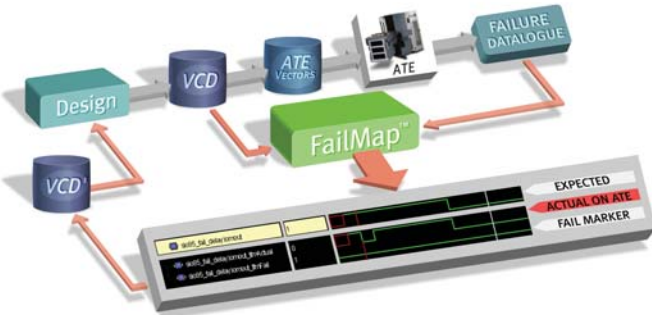 FAILURE
DATALOGUE
ATE
VECTORS
VCD
ATE
Design
FailMap™
VCD
EXPECTED
ACTUAL ON ATE
FAIL MARKER
1
0
1